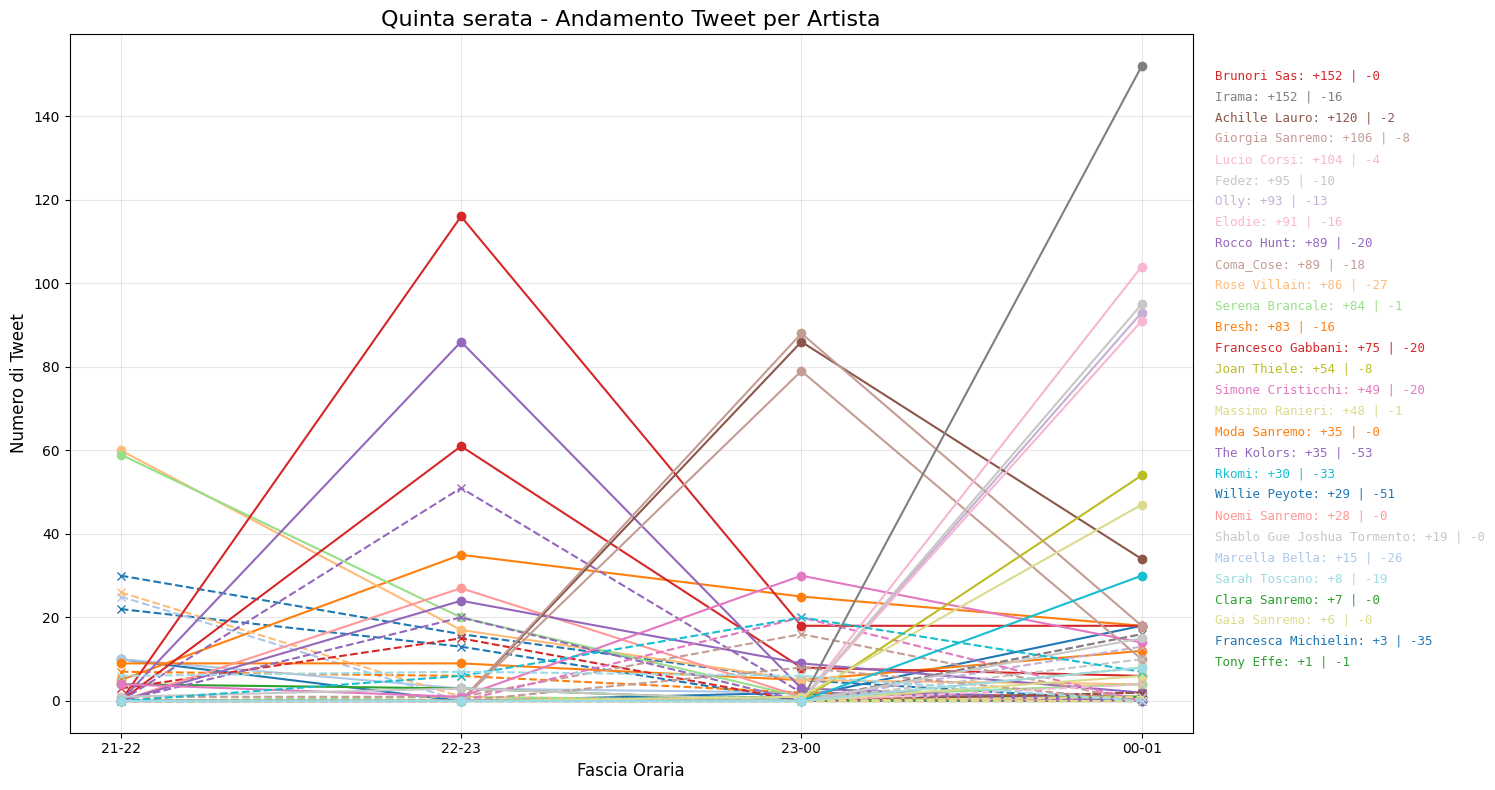 Quinta serata - Andamento Tweet per Artista
Numero di Tweet
140
120
100
80
60
40
20
0
21-22
22-23
23-00
00-01
Fascia Oraria
Brunori Sas: +152 | -0
Irama: +152 | -16
Achille Lauro: +120 | -2
Giorgia Sanremo: +106 | -8
Lucio Corsi: +104 | -4
Fedez: +95 | -10
Olly: +93 | -13
Elodie: +91 | -16
Rocco Hunt: +89 | -20
Coma_Cose: +89 | -18
Rose Villain: +86 | -27
Serena Brancale: +84 | -1
Bresh: +83 | -16
Francesco Gabbani: +75 | -20
Joan Thiele: +54 | -8
Simone Cristicchi: +49 | -20
Massimo Ranieri: +48 | -1
Moda Sanremo: +35 | -0
The Kolors: +35 | -53
Rkomi: +30 | -33
Willie Peyote: +29 | -51
Noemi Sanremo: +28 | -0
Shablo Gue Joshua Tormento: +19 | -0
Marcella Bella: +15 | -26
Sarah Toscano: +8 | -19
Clara Sanremo: +7 | -0
Gaia Sanremo: +6 | -0
Francesca Michielin: +3 | -35
Tony Effe: +1 | -1